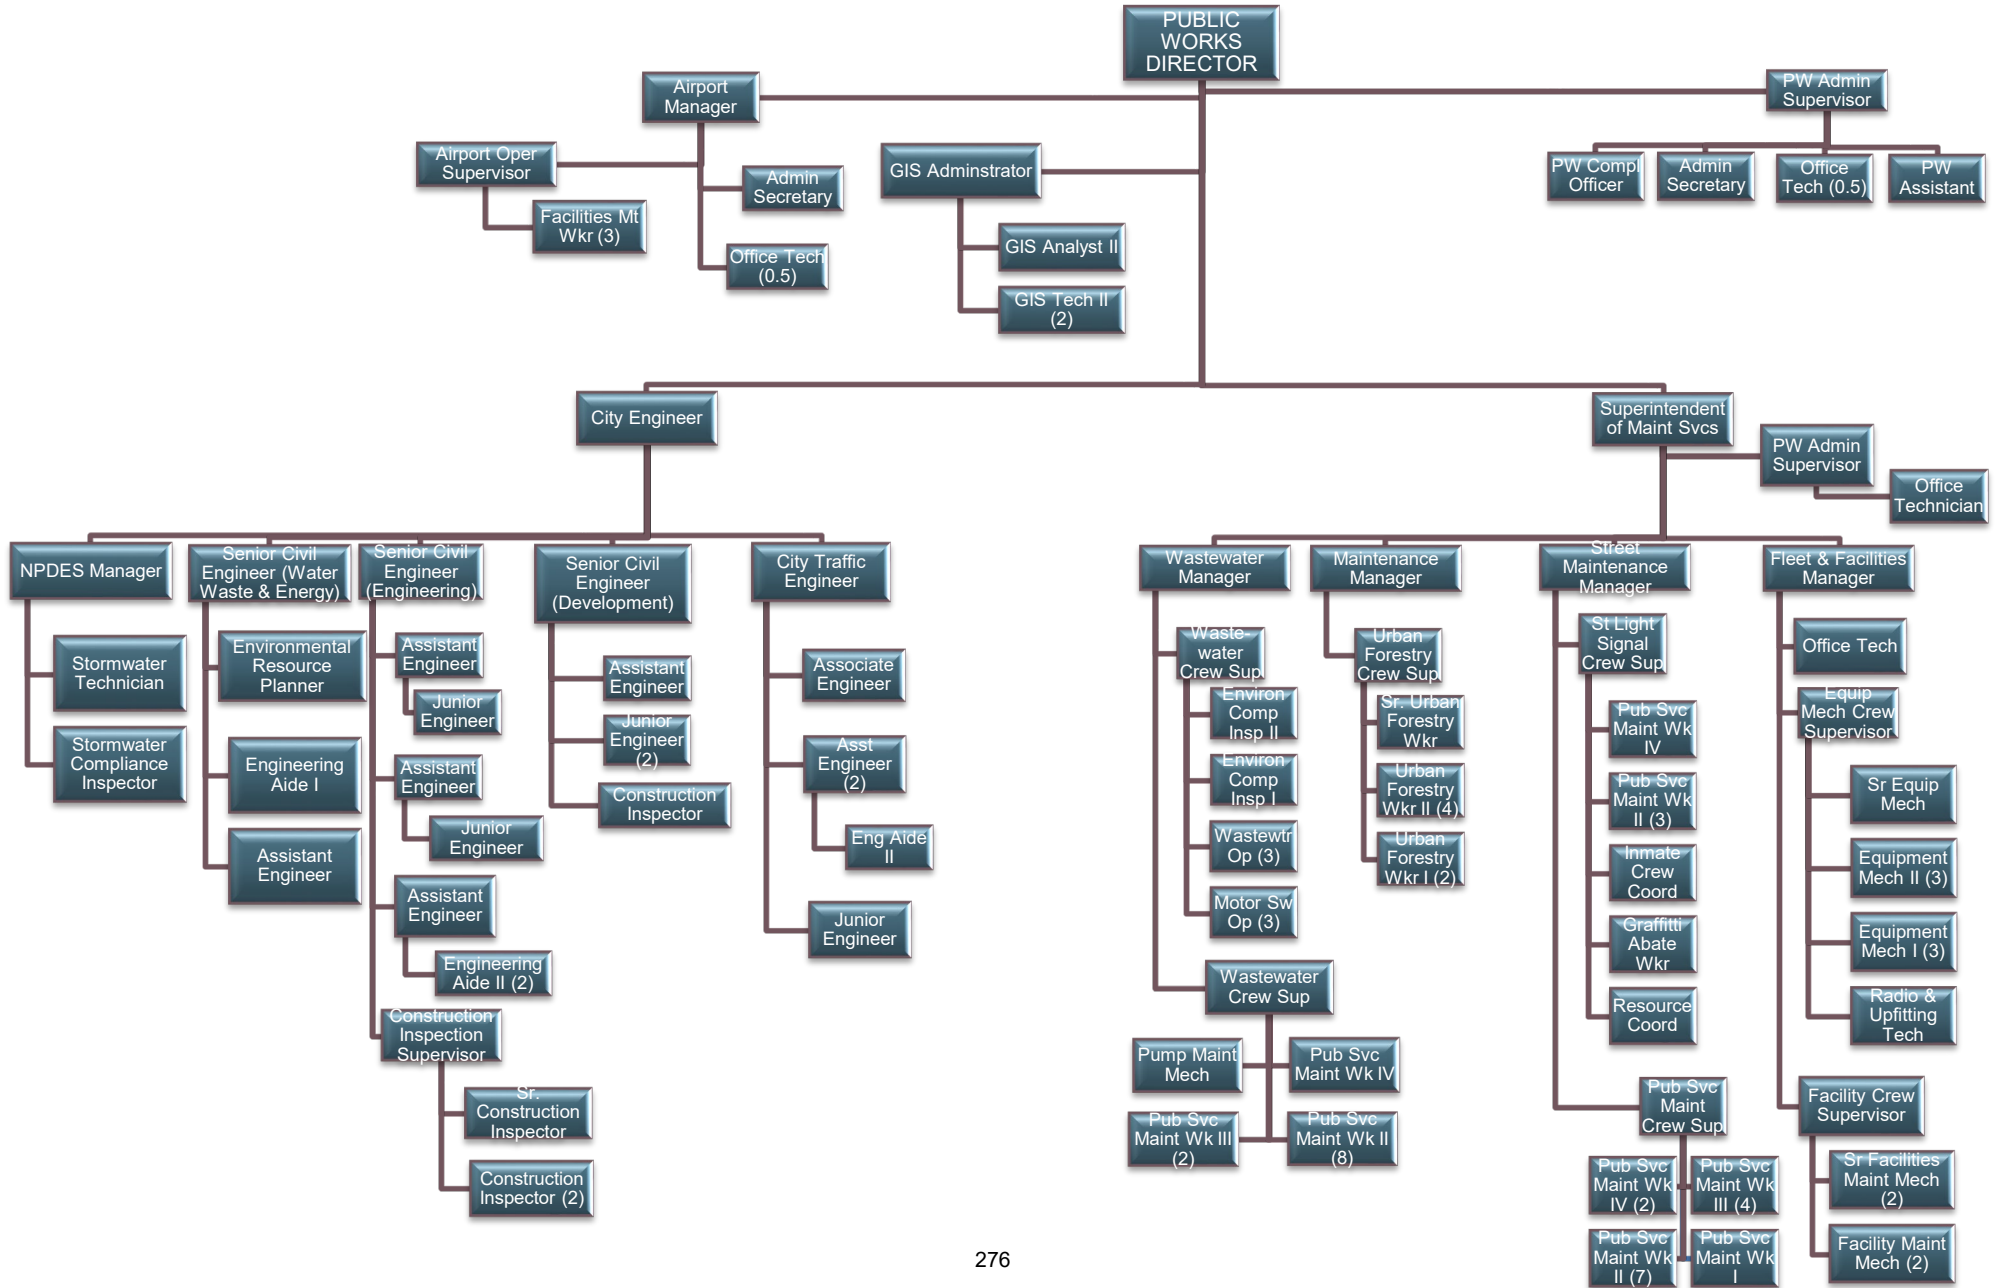 PUBLIC
WORKS
DIRECTOR
Airport
Manager
PW Admin
Supervisor
Airport Oper
Supervisor
Admin
Secretary
Facilities Mt
Wkr (3)
Office Tech
(0.5)
GIS Adminstrator
GIS Analyst II
GIS Tech II
(2)
PW Compl
Officer
Admin
Secretary
Office
Tech (0.5)
PW
Assistant
City Engineer
Superintendent
of Maint Svcs
PW Admin
Supervisor
Office
Technician
NPDES Manager
Stormwater
Technician
Stormwater
Compliance
Inspector
Senior Civil
Engineer (Water
Waste & Energy)
Environmental
Resource
Planner
Engineering
Aide I
Assistant
Engineer
Senior Civil
Engineer
(Engineering)
Assistant
Engineer
Junior
Engineer
Assistant
Engineer
Junior
Engineer
Assistant
Engineer
Engineering
Aide II (2)
Construction
Inspection
Supervisor
Sr.
Construction
Inspector
Construction
Inspector (2)
Senior Civil
Engineer
(Development)
Assistant
Engineer
Junior
Engineer
(2)
Construction
Inspector
City Traffic
Engineer
Associate
Engineer
Asst
Engineer
(2)
Eng Aide
II
Junior
Engineer
Wastewater
Manager
Waste-
water
Crew Sup
Environ
Comp
Insp II
Environ
Comp
Insp I
Wastewtr
Op (3)
Motor Sw
Op (3)
Wastewater
Crew Sup
Pump Maint
Mech
Pub Svc
Maint Wk IV
Pub Svc
Maint Wk III
(2)
Pub Svc
Maint Wk II
(8)
Maintenance
Manager
Urban
Forestry
Crew Sup
Sr. Urban
Forestry
Wkr
Urban
Forestry
Wkr II (4)
Urban
Forestry
Wkr I (2)
Street
Maintenance
Manager
St Light
Signal
Crew Sup
Pub Svc
Maint Wk
IV
Pub Svc
Maint Wk
II (3)
Inmate
Crew
Coord
Graffitti
Abate
Wkr
Resource
Coord
Pub Svc
Maint
Crew Sup
Pub Svc
Maint Wk
IV (2)
Pub Svc
Maint Wk
III (4)
Pub Svc
Maint Wk
II (7)
Pub Svc
Maint Wk
I
Fleet & Facilities
Manager
Office Tech
Equip
Mech Crew
Supervisor
Sr Equip
Mech
Equipment
Mech II (3)
Equipment
Mech I (3)
Radio &
Upfitting
Tech
Facility Crew
Supervisor
Sr Facilities
Maint Mech
(2)
Facility Maint
Mech (2)
276